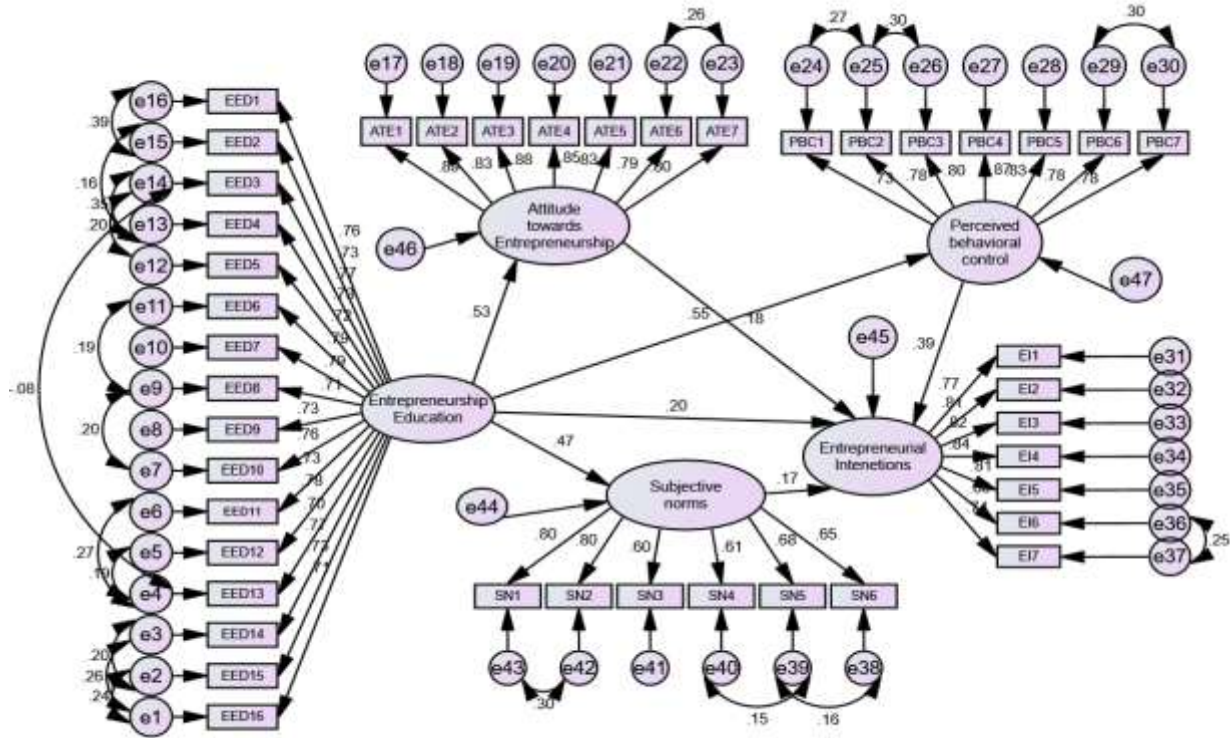 .26
.27
.30
.30
e17
e18
e19
e20
e21
e22
e23
e24
e25
e26
e27
e28
e29
e30
e16
EED1
ATE1
ATE2
ATE3
ATE4
ATE5
ATE6
ATE7
PBC1
PBC2
PBC3
PBC4
PBC5
PBC6
PBC7
.39
e15
EED2
.83
.88
.85
.83
.79
.73
.78
.80
.87
.83
.78
.78
.16
e14
EED3
.20
e13
EED4
Attitude
towards
Entrepreneurship
Perceived
behavioral
control
e46
e12
EED5
.76
.73
.77
.72
e47
e11
EED6
.79
.53
.55
.18
e45
.39
.19
e10
EED7
.79
EI1
e31
-.08
e9
EED8
.71
Entrepreneurship
Education
.77
EI2
e32
.20
.81
e8
EED9
.73
EI3
e33
.82
.20
e7
EED10
.76
.47
Entrepreneurial
Intenetions
.84
EI4
e34
.73
.81
e6
EED11
.78
Subjective
norms
.17
EI5
e35
e44
.70
EI6
e36
.27
e5
EED12
.77
.80
.80
.60
.61
.68
.65
EI7
e37
.25
.19
.73
e4
EED13
.71
SN1
SN2
SN3
SN4
SN5
SN6
e3
EED14
.20
e43
e42
e41
e40
e39
e38
.26
e2
EED15
.30
.24
.15
.16
e1
EED16